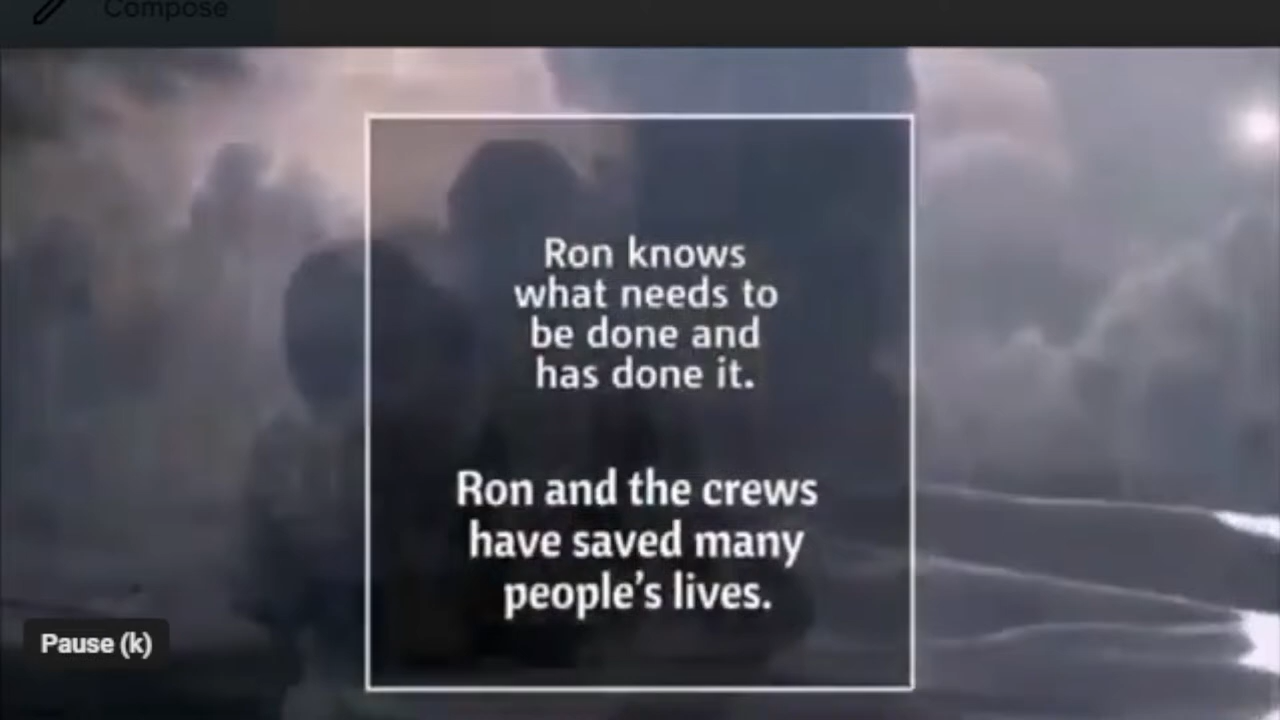 Compose
Ron knows
what needs to
be done and
has done it.
Ron and the crews
have saved many
people’s lives.
Pause (k)